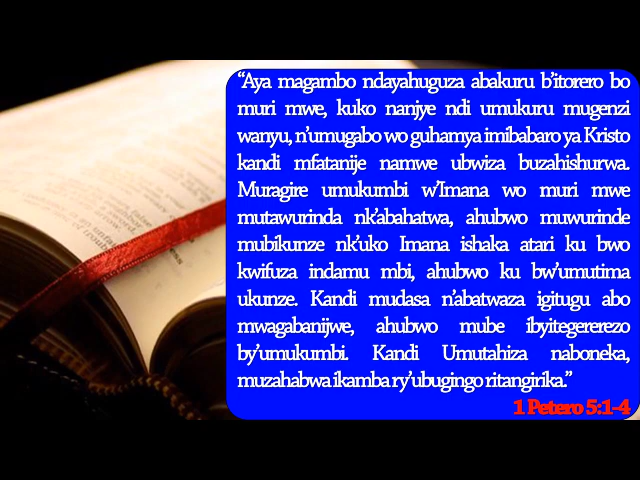 “Aya magambo ndayahuguza abakuru b’itorero bo
muri mwe, kuko nanjye ndi umukuru mugenzi
wanyu, n’umugabo wo guhamya imibabaro ya Kristo
kandi mfatanije namwe ubwiza buzahishurwa.
Muragire umukumbi w’Imana wo muri mwe
mutawurinda nk’abahatwa, ahubwo muwurinde
mubikunze nk’uko Imana ishaka atari ku bwo
kwifuza indamu mbi, ahubwo ku bw’umutima
ukunze. Kandi mudasa n’abatwaza igitugu abo
mwagabanijwe, ahubwo mube ibyitegererezo
by’umukumbi. Kandi Umutahiza naboneka,
muzahabwa ikamba ry’ubugingo ritangirika.”
1 Petero 5:1-4